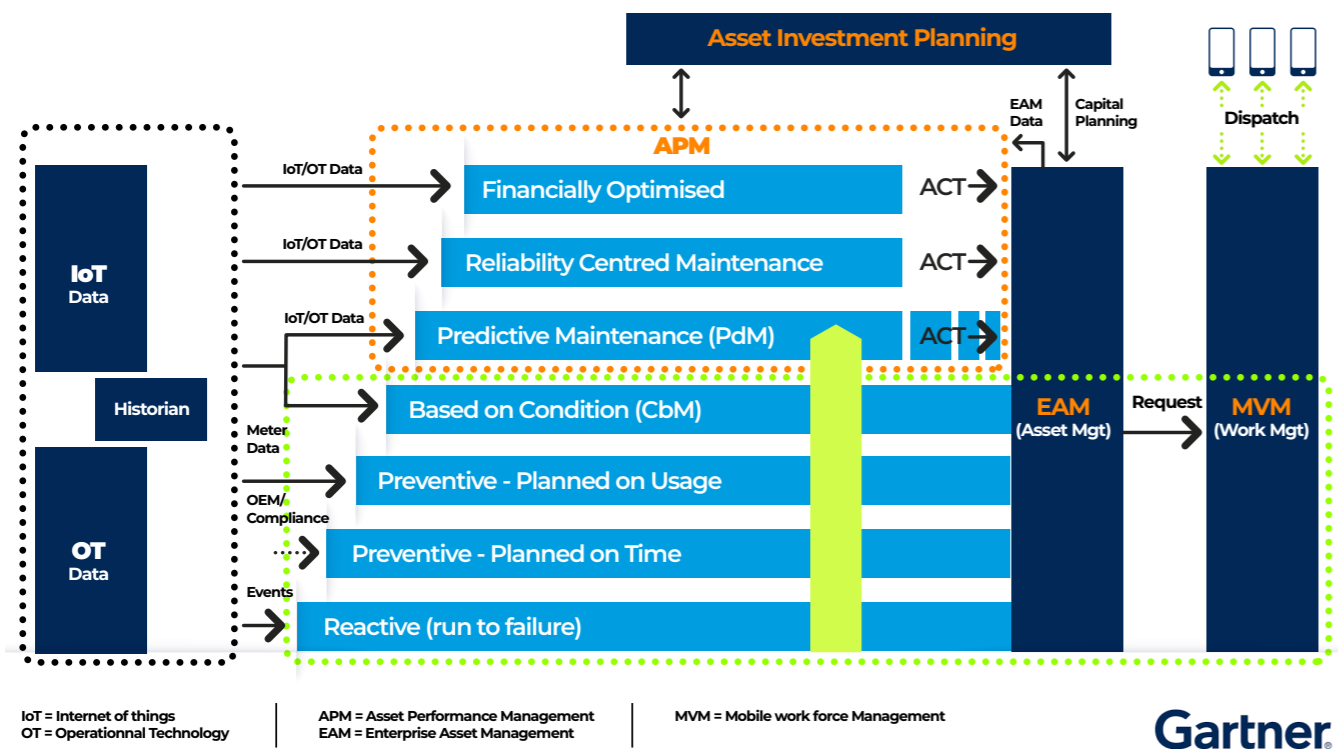 Asset Investment Planning
EAM
Data
Capital
Planning
Dispatch
APM
IoT/OT Data
Financially Optimised
ACT
IoT/OT Data
Reliability Centred Maintenance
ACT
IoT
Data
IoT/OT Data
Predictive Maintenance (PdM)
ACT
Historian
Based on Condition (CbM)
EAM
(Asset Mgt)
Request
MVM
(Work Mgt)
Meter
Data
Preventive - Planned on Usage
OEM/
Compliance
OT
Data
Preventive - Planned on Time
Events
Reactive (run to failure)
IoT = Internet of things
OT = Operationnal Technology
APM = Asset Performance Management
EAM = Enterprise Asset Management
MVM = Mobile work force Management
Gartner®